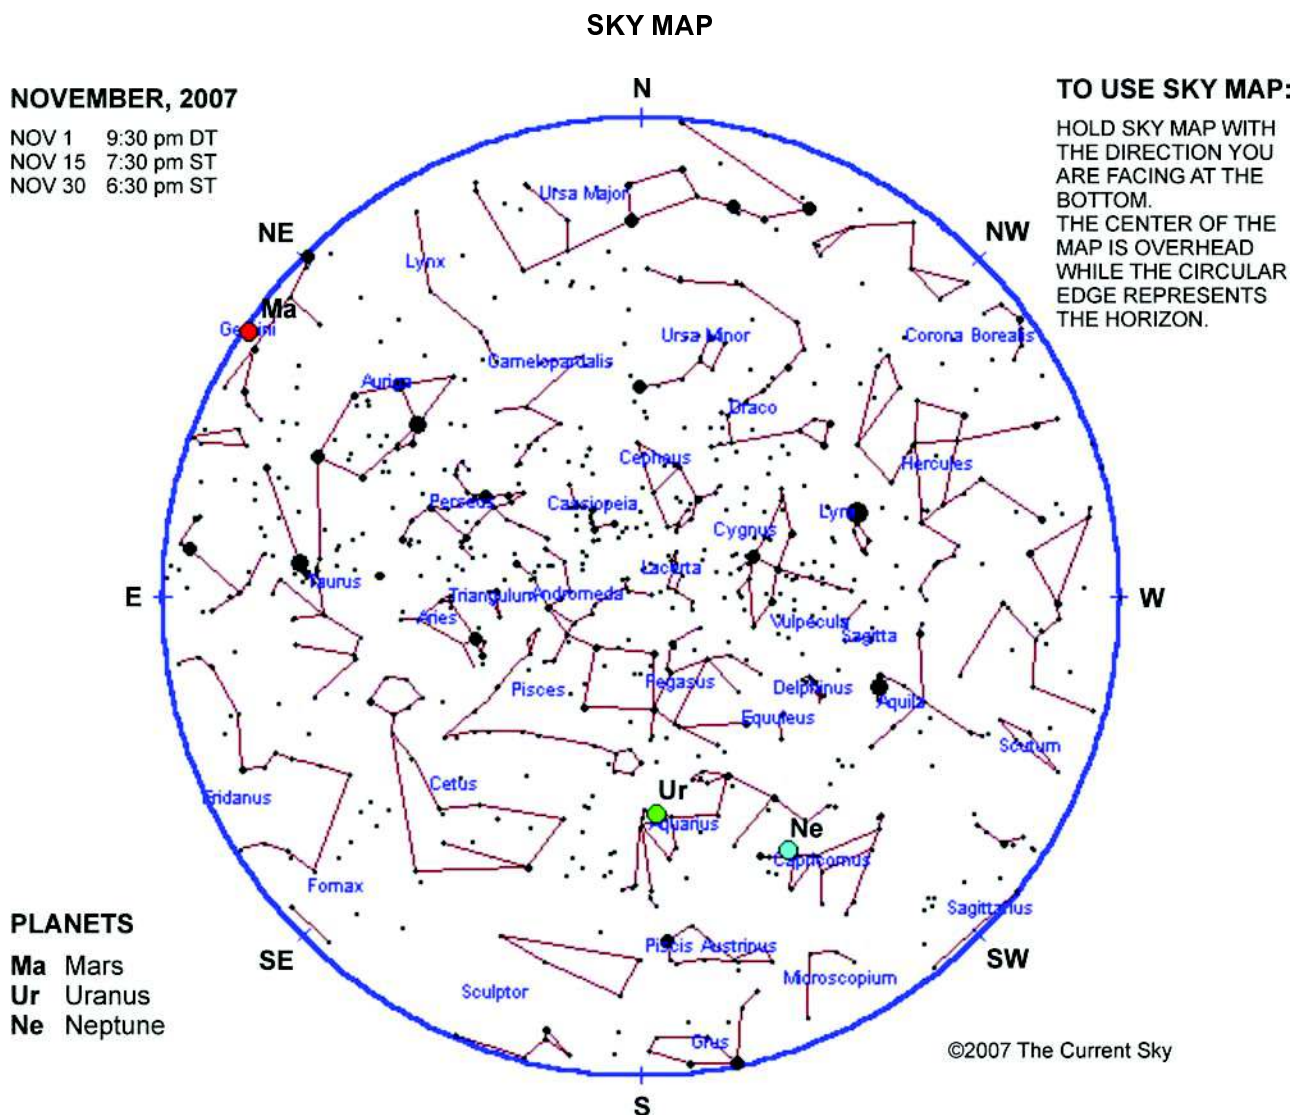 SKY MAP
NOVEMBER, 2007
NOV 1 9:30 pm DT
NOV 15 7:30 pm ST
NOV 30 6:30 pm ST
TO USE SKY MAP:
HOLD SKY MAP WITH
THE DIRECTION YOU
ARE FACING AT THE
BOTTOM.
THE CENTER OF THE
MAP IS OVERHEAD
WHILE THE CIRCULAR
EDGE REPRESENTS
THE HORIZON.
N
NE
NW
Ursa Major
Lynx
Ma
Gemini
Ursa Minor
Corona Borealis
Camelopardalis
Auriga
Draco
Cepheus
Hercules
Perseus
Cassiopeia
Lyra
Cygnus
Lacerta
Taurus
E
W
Triangulum
Andromeda
Aries
Vulpecula
Sagitta
Pisces
Pegasus
Delphinus
Aquila
Equuleus
Scutum
Cetus
Eridanus
Ur
Aquarius
Ne
Capricornus
Fornax
Sagittarius
Piscis Austrinus
Microscopium
SE
SW
Sculptor
Grus
S
PLANETS
Ma Mars
Ur Uranus
Ne Neptune
©2007 The Current Sky